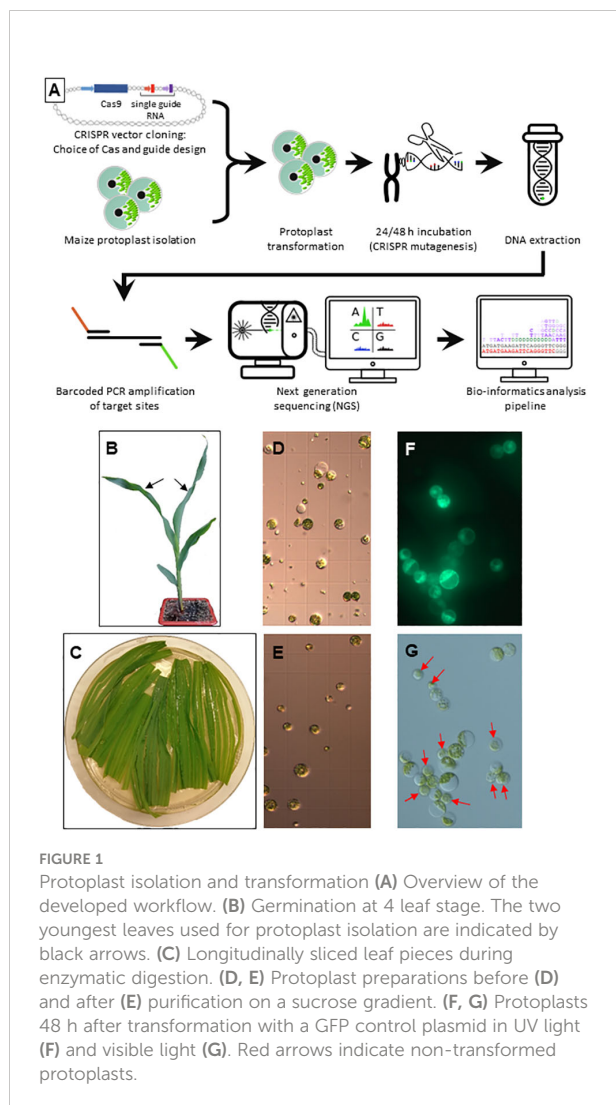 A
Cas9
single guide
RNA
CRISPR vector cloning:
Choice of Cas and guide design
Maize protoplast isolation
Protoplast
transformation
24/48 h incubation
(CRISPR mutagenesis)
DNA extraction
Barcoded PCR amplification
of target sites
A T
C G
Next generation
sequencing (NGS)
ATGATGAAGATTCAGGGTTCGGG
Bio-informatics analysis
pipeline
B
D
F
C
E
G
FIGURE 1
Protoplast isolation and transformation (A) Overview of the
developed workflow. (B) Germination at 4 leaf stage. The two
youngest leaves used for protoplast isolation are indicated by
black arrows. (C) Longitudinally sliced leaf pieces during
enzymatic digestion. (D, E) Protoplast preparations before (D)
and after (E) purification on a sucrose gradient. (F, G) Protoplasts
48 h after transformation with a GFP control plasmid in UV light
(F) and visible light (G). Red arrows indicate non-transformed
protoplasts.